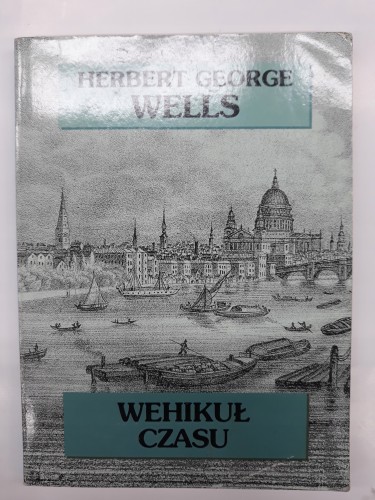 HERBERT GEORGE
WELLS
WEHIKUŁ
CZASU